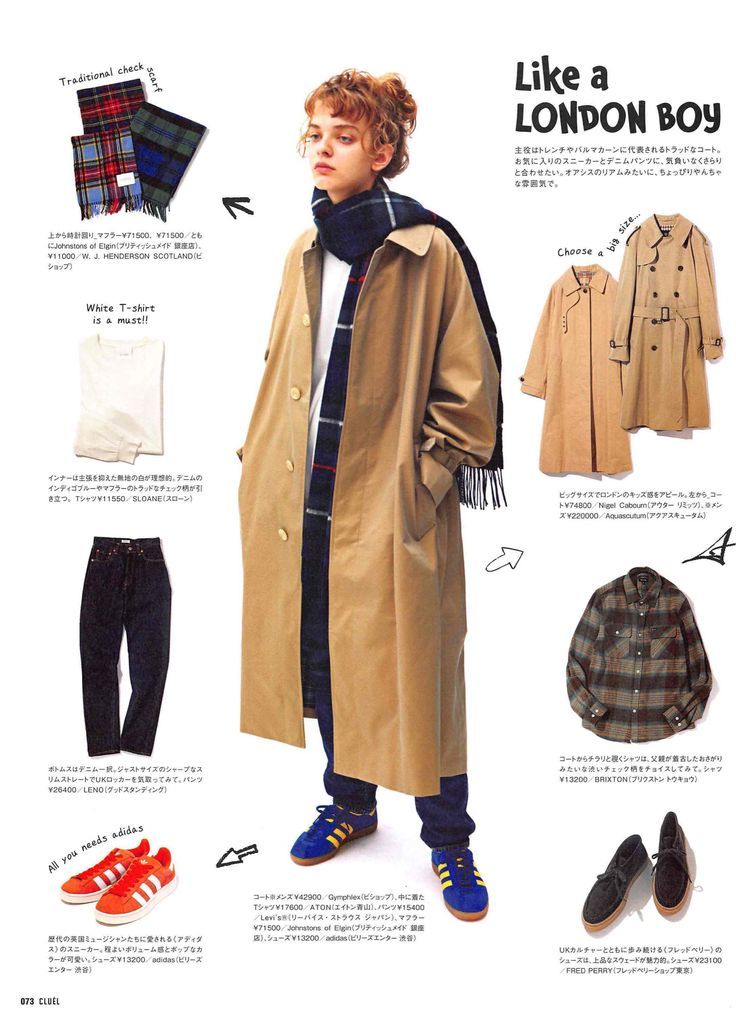 Like a
LONDON BOY
主役はトレンチやバルマカーンに代表されるトラッドなコート。
お気に入りのスニーカーとデニムパンツに、気負いなくさらり
と合わせたい。オアシスのリアムみたいに、ちょっぴりやんちゃ
な雰囲気で。
Traditional check scarf
上から時計回り_マフラー¥71500、¥71500／とも
にJohnstons of Elgin(ブリティッシュメイド 銀座店)、
¥11000／W. J. HENDERSON SCOTLAND(ビ
ショップ)
White T-shirt
is a must!!
インナーは主張を抑えた無地の白が理想的。デニムの
インディゴブルーやマフラーのトラッドなチェック柄が引
き立つ。Tシャツ¥11550／SLOANE(スローン)
ボトムスはデニム一択。ジャストサイズのシャープなス
リムストレートでUKロッカーを気取ってみて。パンツ
¥26400／LENO(グッドスタンディング)
All you needs adidas
歴代の英国ミュージシャンたちに愛される〈アディダ
ス〉のスニーカー。程よいボリューム感とポップなカ
ラーが可愛い。シューズ¥13200／adidas(ビリーズ
エンター 渋谷)
コート※メンズ¥42900／Gymphlex(ビショップ)、中に着た
Tシャツ¥17600／ATON(エイトン青山)、パンツ¥15400
／Levi's®(リーバイス・ストラウス ジャパン)、マフラー
¥71500／Johnstons of Elgin(ブリティッシュメイド 銀座
店)、シューズ¥13200／adidas(ビリーズエンター 渋谷)
Choose a big size...
ビッグサイズでロンドンのキッズ感をアピール。左から_コー
ト¥74800／Nigel Cabourn(アウター リミッツ)、※メン
ズ¥220000／Aquascutum(アクアスキュータム)
コートからチラリと覗くシャツは、父親が着古したおさがり
みたいな渋いチェック柄をチョイスしてみて。シャツ
¥13200／BRIXTON(ブリクストン トウキョウ)
UKカルチャーとともに歩み続ける〈フレッドペリー〉の
シューズは、上品なスウェードが魅力的。シューズ¥23100
／FRED PERRY(フレッドペリーショップ東京)
073 CLUÉL